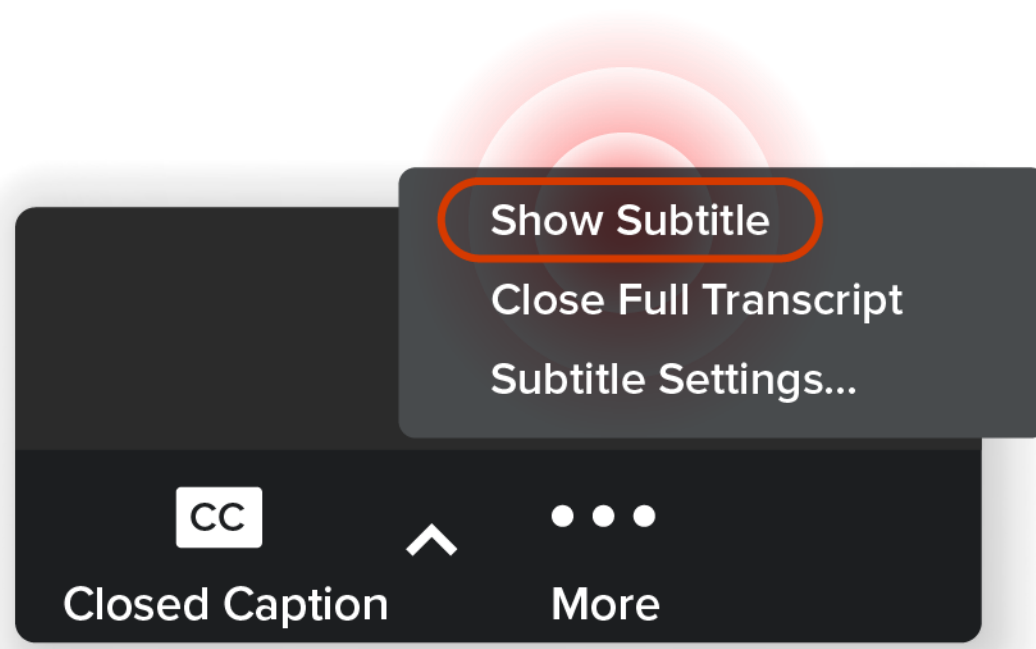 Show Subtitle
Close Full Transcript
Subtitle Settings...
CC
Closed Caption
More